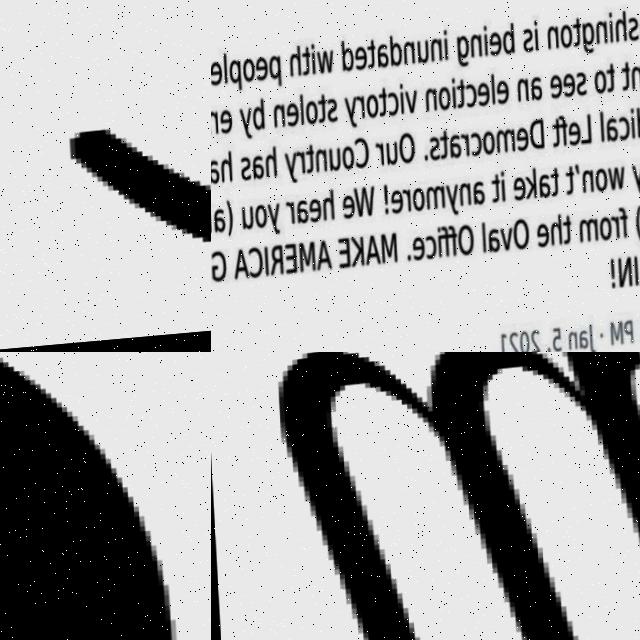 shington is being inundated with people
nt to see an election victory stolen by er
dical Left Democrats. Our Country has ha
y won't take it anymore! We hear you (a
) from the Oval Office. MAKE AMERICA G
IN!
PM · Jan 5, 2021